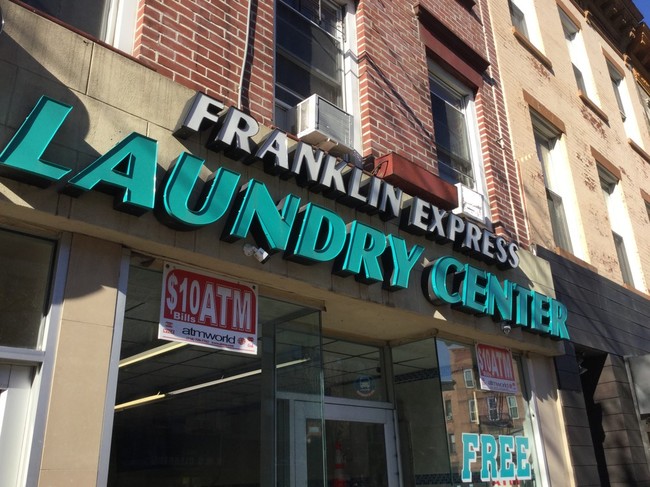 FRANKLIN EXPRESS
LAUNDRY CENTER
$10 ATM
Bills
atmworld
$10 ATM
FREE